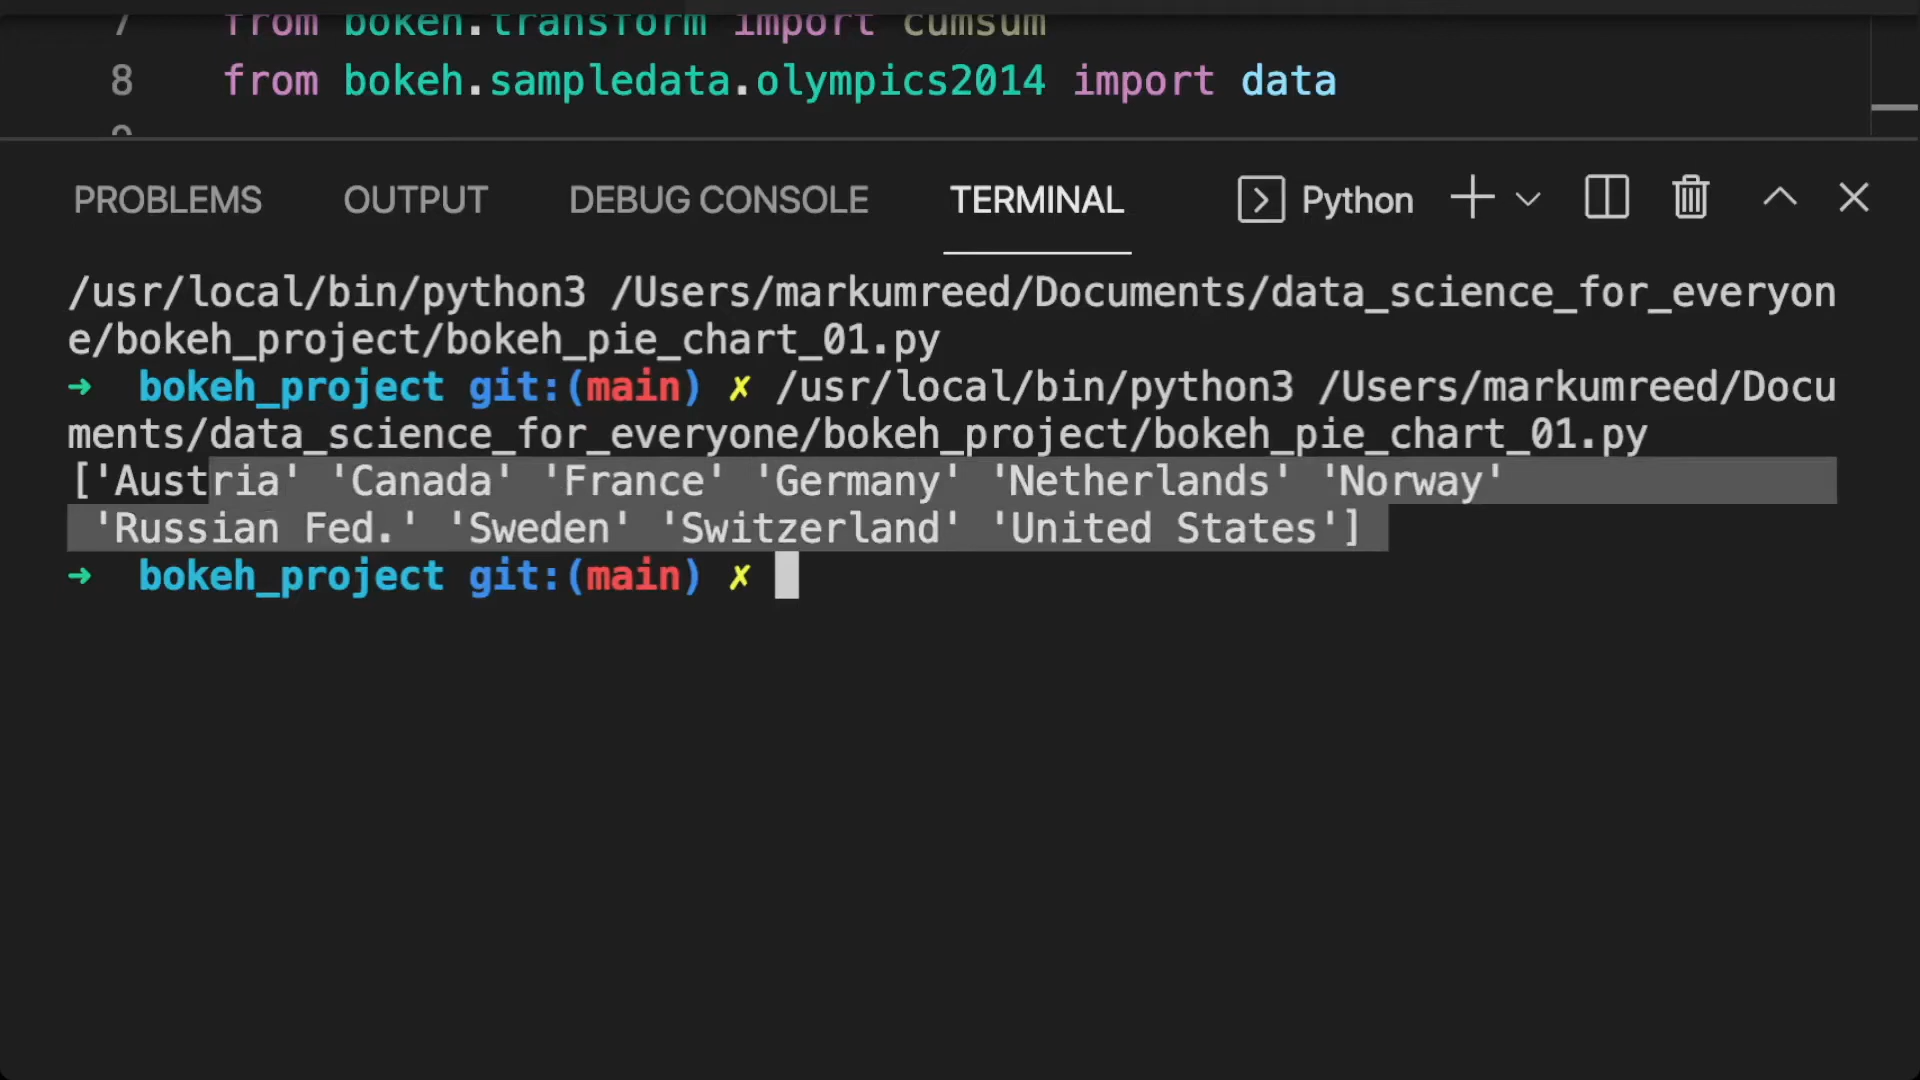 7 from bokeh.transform import cumsum
8 from bokeh.sampledata.olympics2014 import data
PROBLEMS OUTPUT DEBUG CONSOLE TERMINAL Python
/usr/local/bin/python3 /Users/markumreed/Documents/data_science_for_everyon
e/bokeh_project/bokeh_pie_chart_01.py
➜ bokeh_project git:(main) ✗ /usr/local/bin/python3 /Users/markumreed/Docu
ments/data_science_for_everyone/bokeh_project/bokeh_pie_chart_01.py
['Austria' 'Canada' 'France' 'Germany' 'Netherlands' 'Norway'
'Russian Fed.' 'Sweden' 'Switzerland' 'United States']
➜ bokeh_project git:(main) ✗